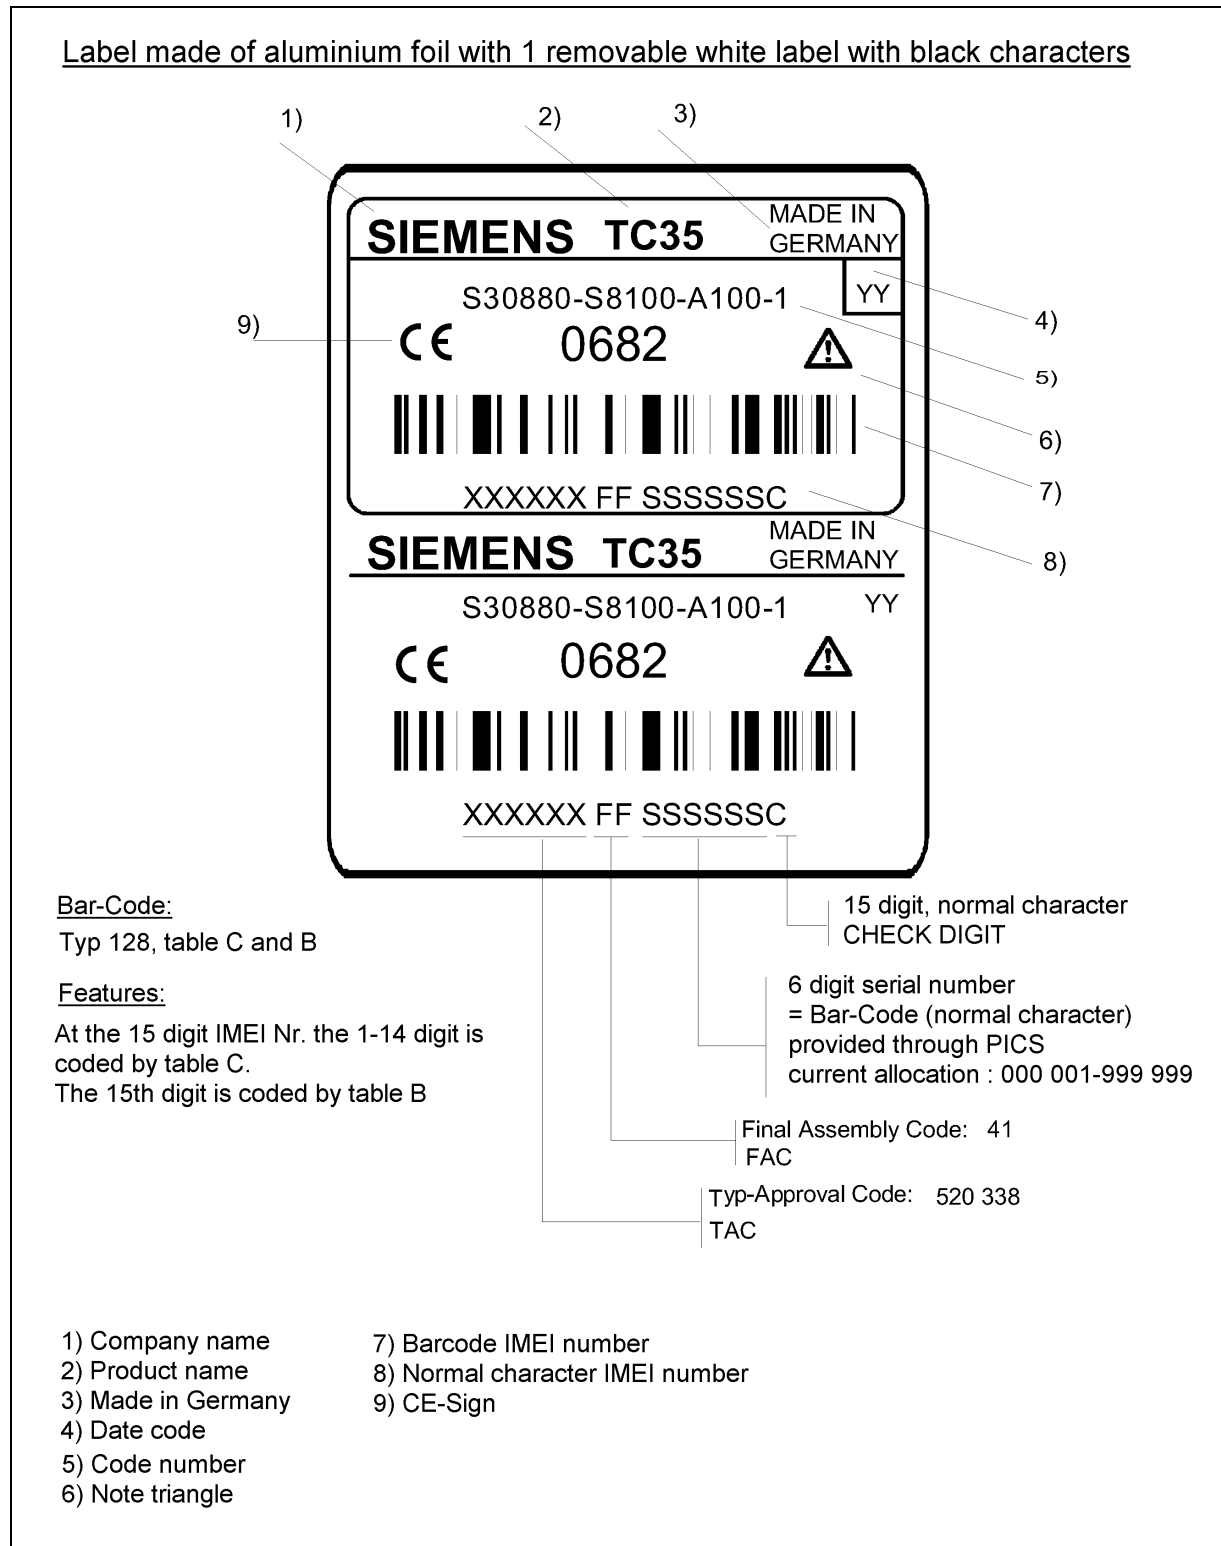 Label made of aluminium foil with 1 removable white label with black characters
1)
2)
3)
SIEMENS TC35 MADE IN
GERMANY
S30880-S8100-A100-1 YY
9)
4)
CE 0682
5)
6)
7)
XXXXXX FF SSSSSSC
8)
SIEMENS TC35 MADE IN
GERMANY
S30880-S8100-A100-1 YY
CE 0682
XXXXXX FF SSSSSSC
Bar-Code:
Typ 128, table C and B
Features:
At the 15 digit IMEI Nr. the 1-14 digit is
coded by table C.
The 15th digit is coded by table B
15 digit, normal character
CHECK DIGIT
6 digit serial number
= Bar-Code (normal character)
provided through PICS
current allocation : 000 001-999 999
Final Assembly Code: 41
FAC
Typ-Approval Code: 520 338
TAC
1) Company name
2) Product name
3) Made in Germany
4) Date code
5) Code number
6) Note triangle
7) Barcode IMEI number
8) Normal character IMEI number
9) CE-Sign